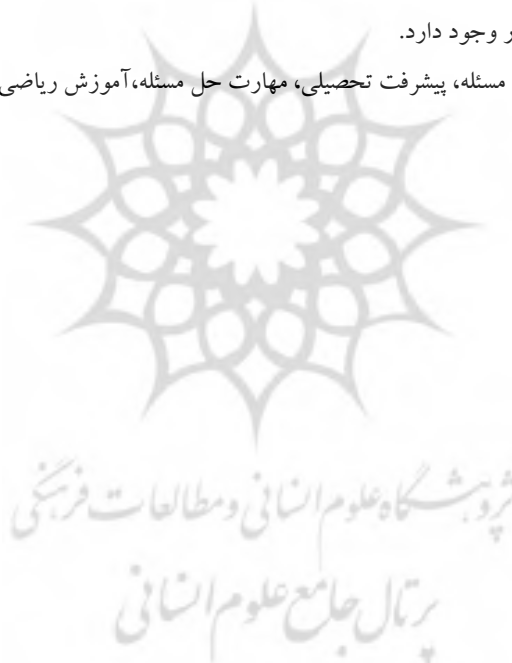 ر وجود دارد.
مسئله، پیشرفت تحصیلی، مهارت حل مسئله،آموزش ریاضی
پژوهشگاه علوم انسانی و مطالعات فرهنگی
پرتال جامع علوم انسانی